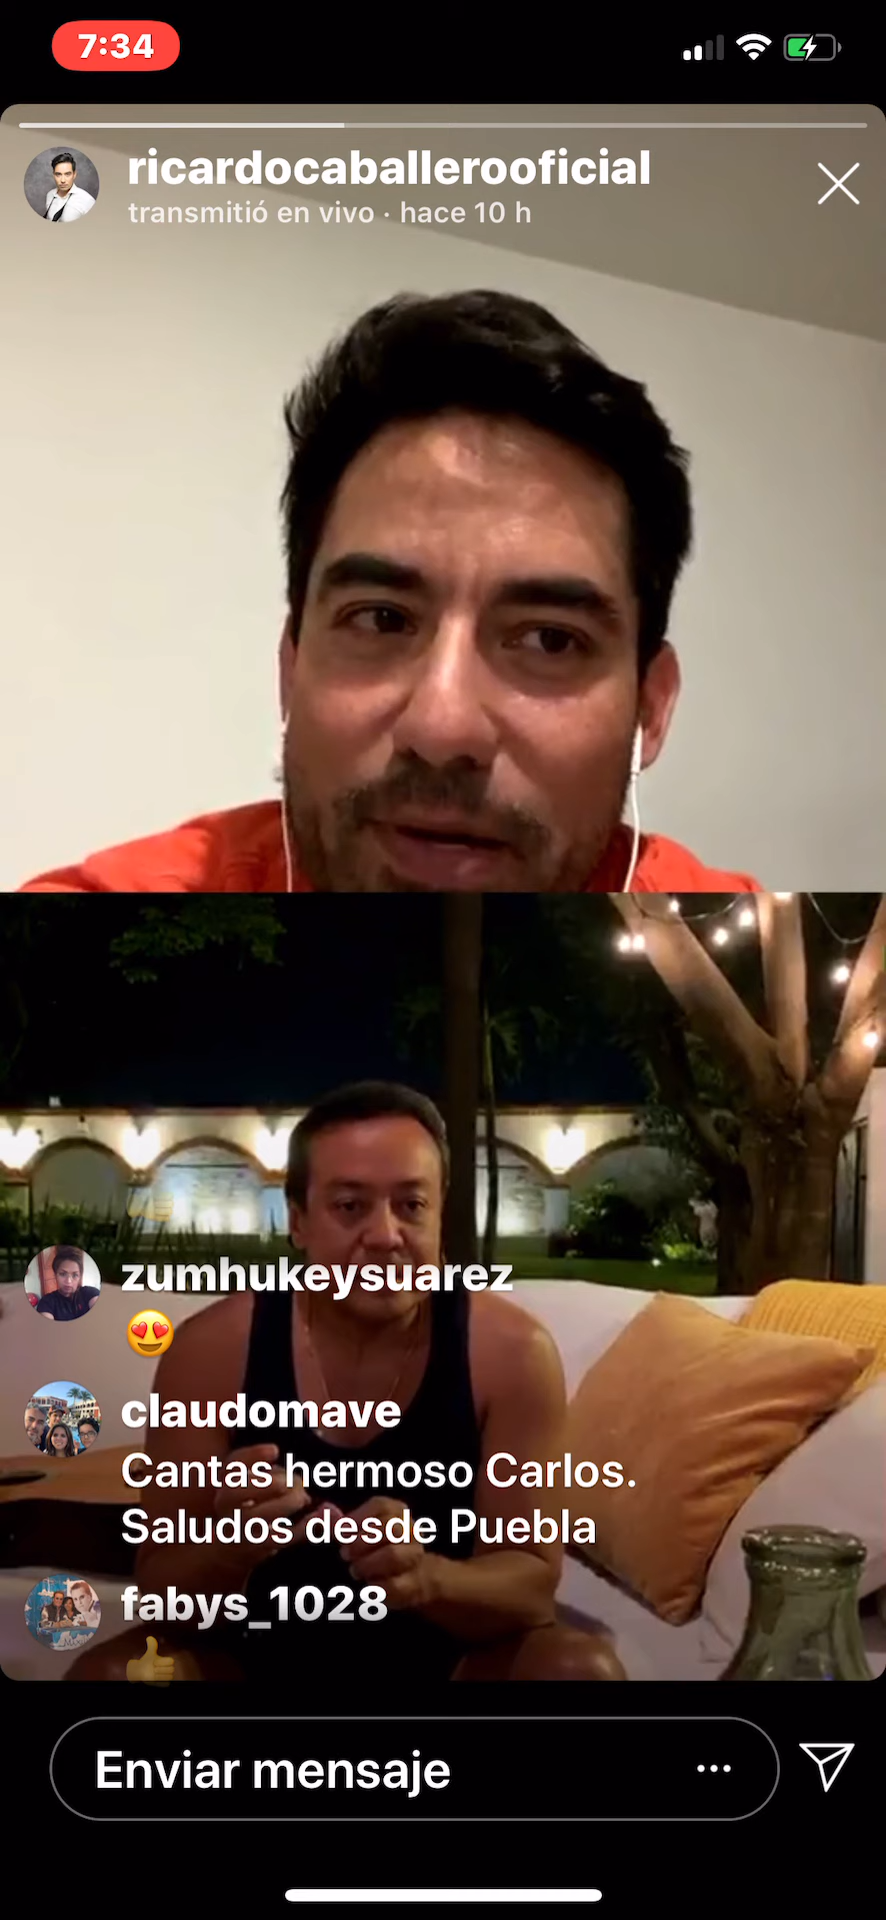 7:34
ricardocaballerooficial
transmitió en vivo · hace 10 h
zumhukeysuarez
😍
claudomave
Cantas hermoso Carlos.
Saludos desde Puebla
fabys_1028
👍
Enviar mensaje